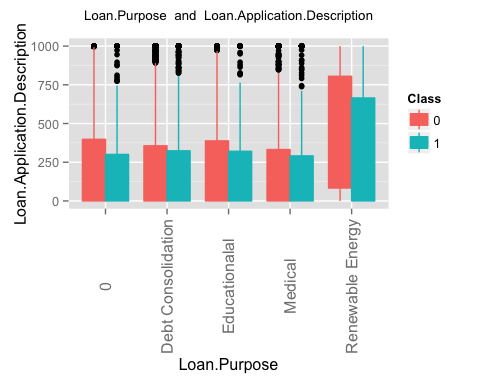 Loan.Purpose and Loan.Application.Description
Loan.Application.Description
1000
750
500
250
0
Class
0
1
0
Debt Consolidation
Educationalal
Medical
Renewable Energy
Loan.Purpose